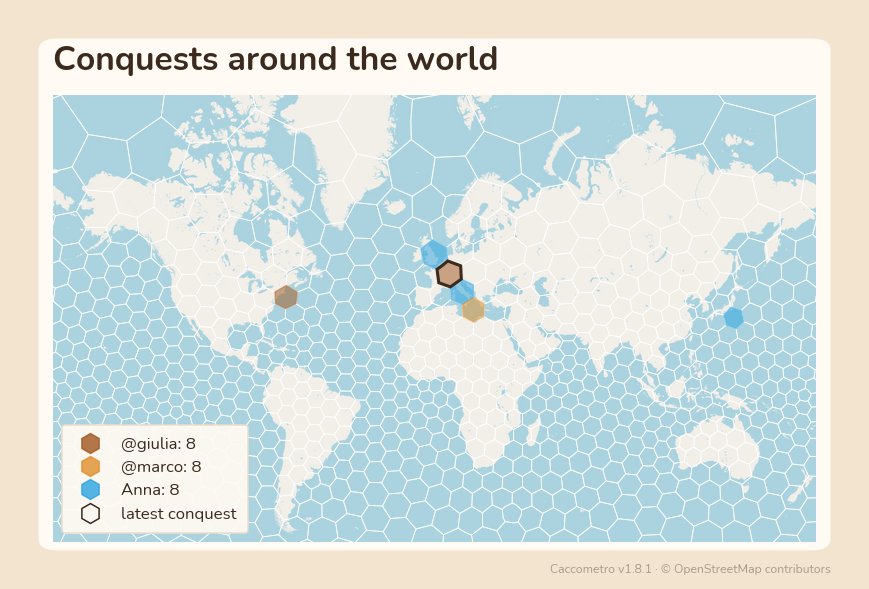 Conquests around the world
@giulia: 8
@marco: 8
Anna: 8
latest conquest
Caccometro v1.8.1 · © OpenStreetMap contributors